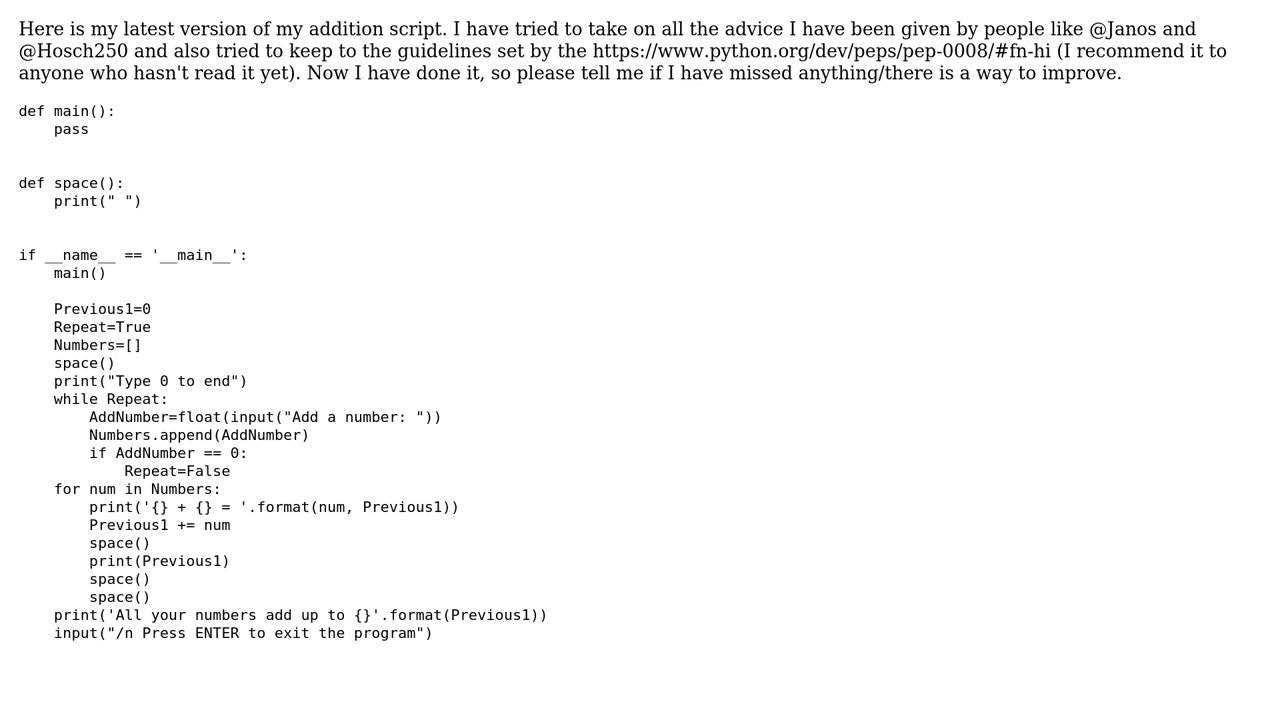 Here is my latest version of my addition script. I have tried to take on all the advice I have been given by people like @Janos and
@Hosch250 and also tried to keep to the guidelines set by the https://www.python.org/dev/peps/pep-0008/#fn-hi (I recommend it to
anyone who hasn't read it yet). Now I have done it, so please tell me if I have missed anything/there is a way to improve.
def main():
    pass
def space():
    print(" ")
if __name__ == '__main__':
    main()
    Previous1=0
    Repeat=True
    Numbers=[]
    space()
    print("Type 0 to end")
    while Repeat:
        AddNumber=float(input("Add a number: "))
        Numbers.append(AddNumber)
        if AddNumber == 0:
            Repeat=False
    for num in Numbers:
        print('{} + {} = '.format(num, Previous1))
        Previous1 += num
        space()
        print(Previous1)
        space()
        space()
    print('All your numbers add up to {}'.format(Previous1))
    input("/n Press ENTER to exit the program")